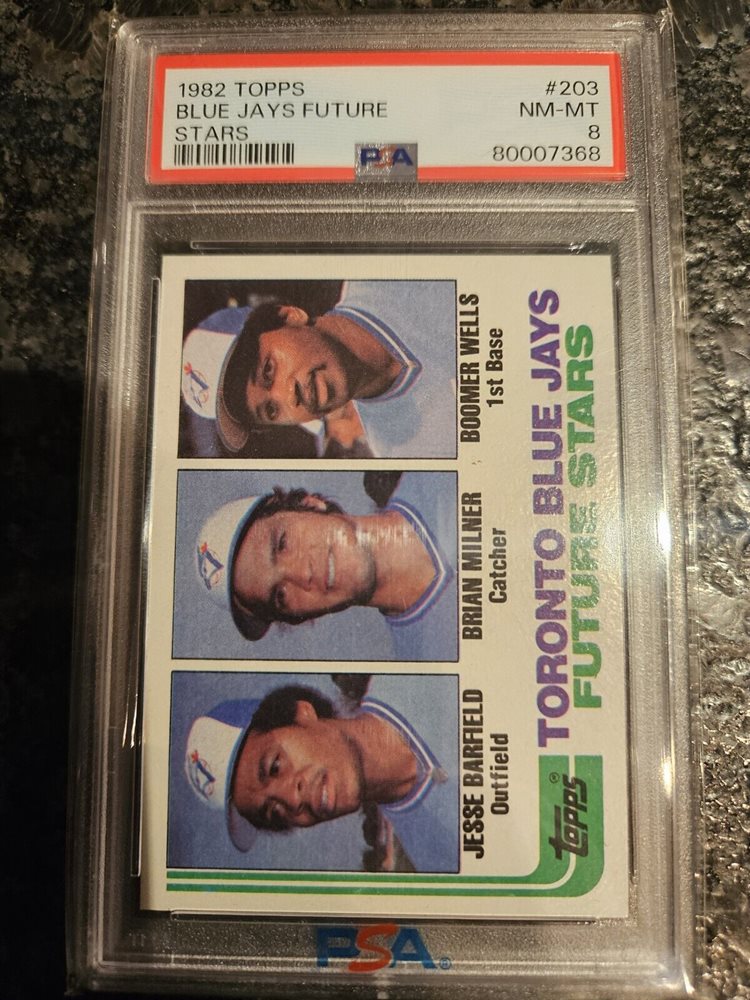 1982 TOPPS #203
BLUE JAYS FUTURE NM-MT
STARS 8
PSA 80007368
JESSE BARFIELD
Outfield
BRIAN MILNER
Catcher
BOOMER WELLS
1st Base
TOPPS®
TORONTO BLUE JAYS
FUTURE STARS
PSA®